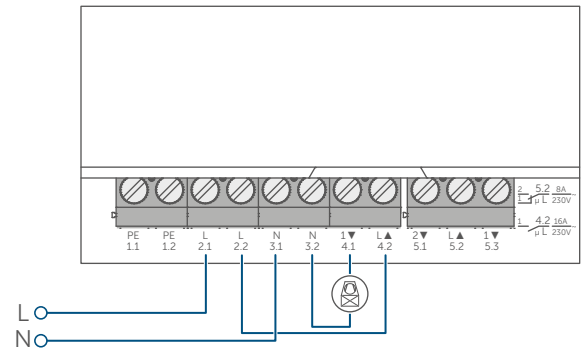 2 5.2 8A
1 µ L 230V~
1 4.2 16A
µ L 230V~
PE PE L L N N 1▼ L▲ 2▼ L▲ 1▼
1.1 1.2 2.1 2.2 3.1 3.2 4.1 4.2 5.1 5.2 5.3
L
N